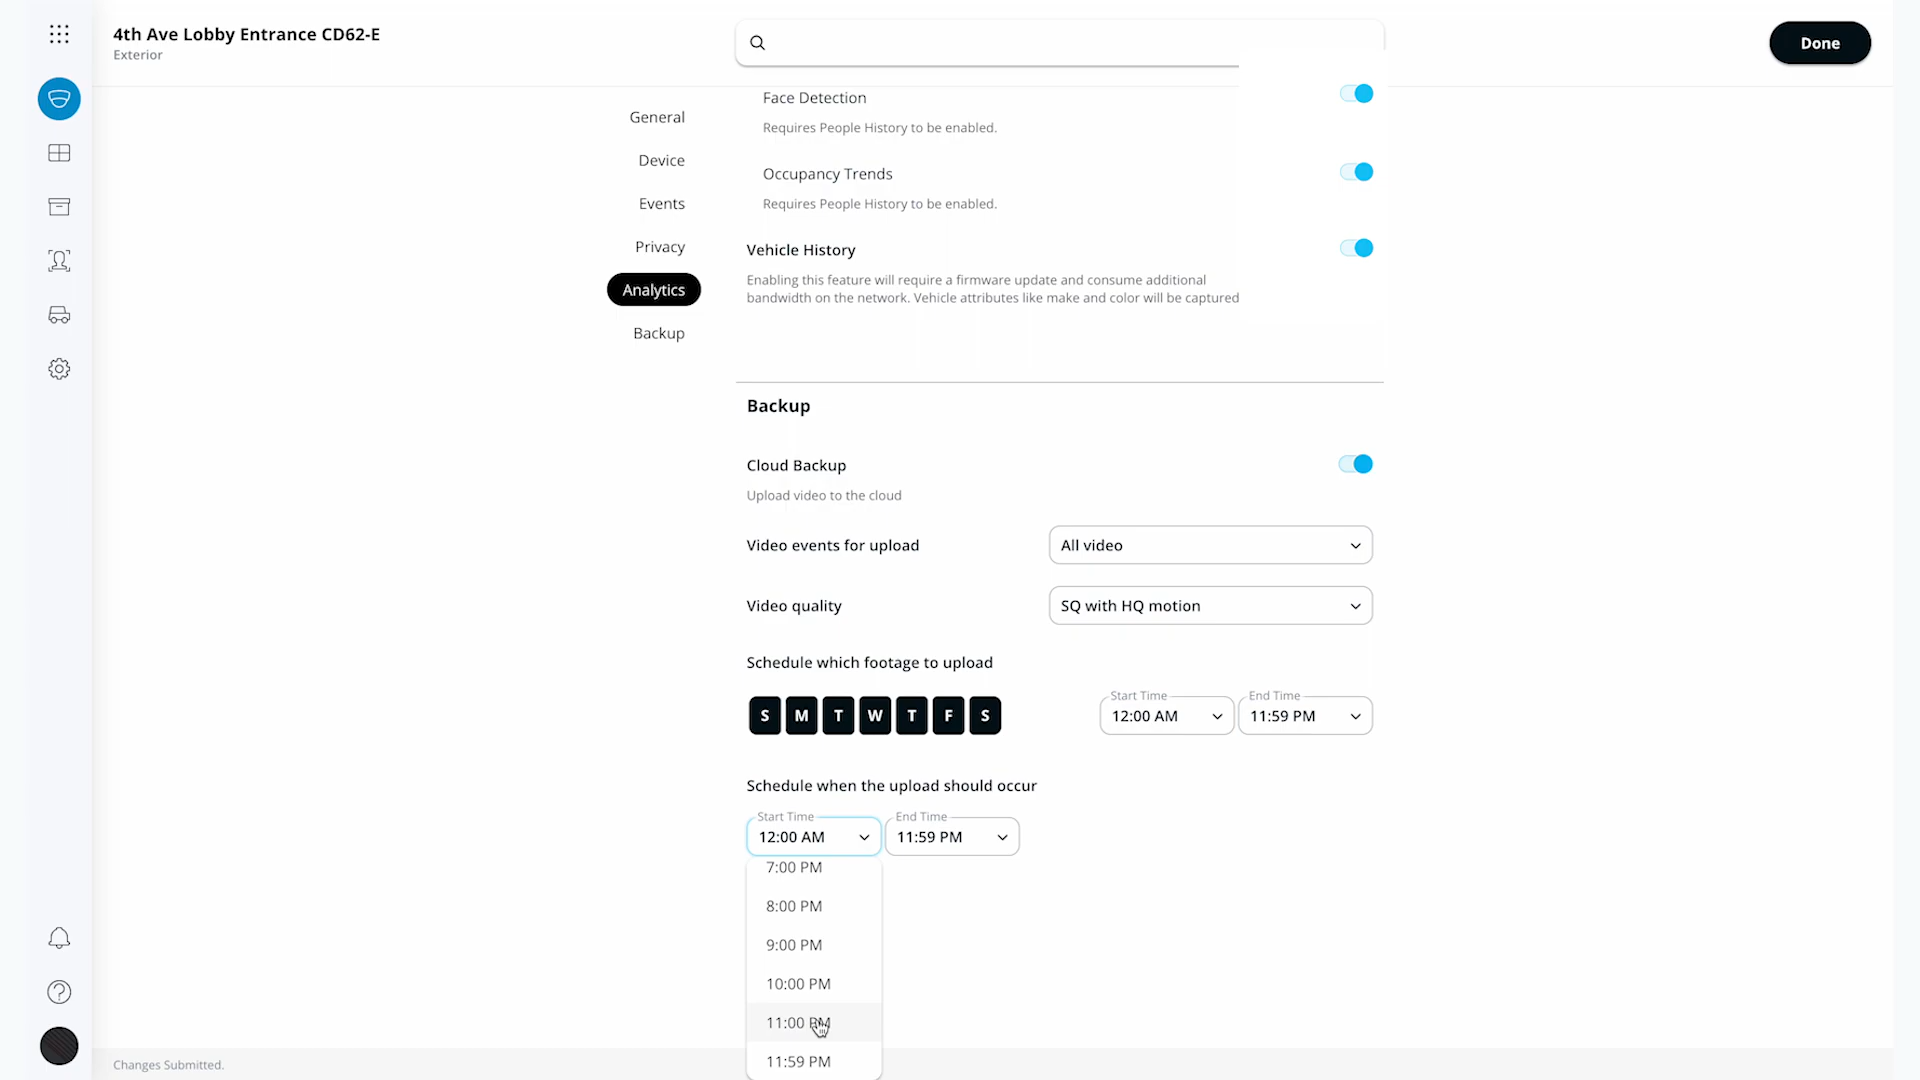 4th Ave Lobby Entrance CD62-E
Exterior
Done
General
Device
Events
Privacy
Analytics
Backup
Face Detection
Requires People History to be enabled.
Occupancy Trends
Requires People History to be enabled.
Vehicle History
Enabling this feature will require a firmware update and consume additional
bandwidth on the network. Vehicle attributes like make and color will be captured
Backup
Cloud Backup
Upload video to the cloud
Video events for upload
All video
Video quality
SQ with HQ motion
Schedule which footage to upload
S M T W T F S
Start Time
12:00 AM
End Time
11:59 PM
Schedule when the upload should occur
Start Time
12:00 AM
End Time
11:59 PM
7:00 PM
8:00 PM
9:00 PM
10:00 PM
11:00 PM
11:59 PM
Changes Submitted.